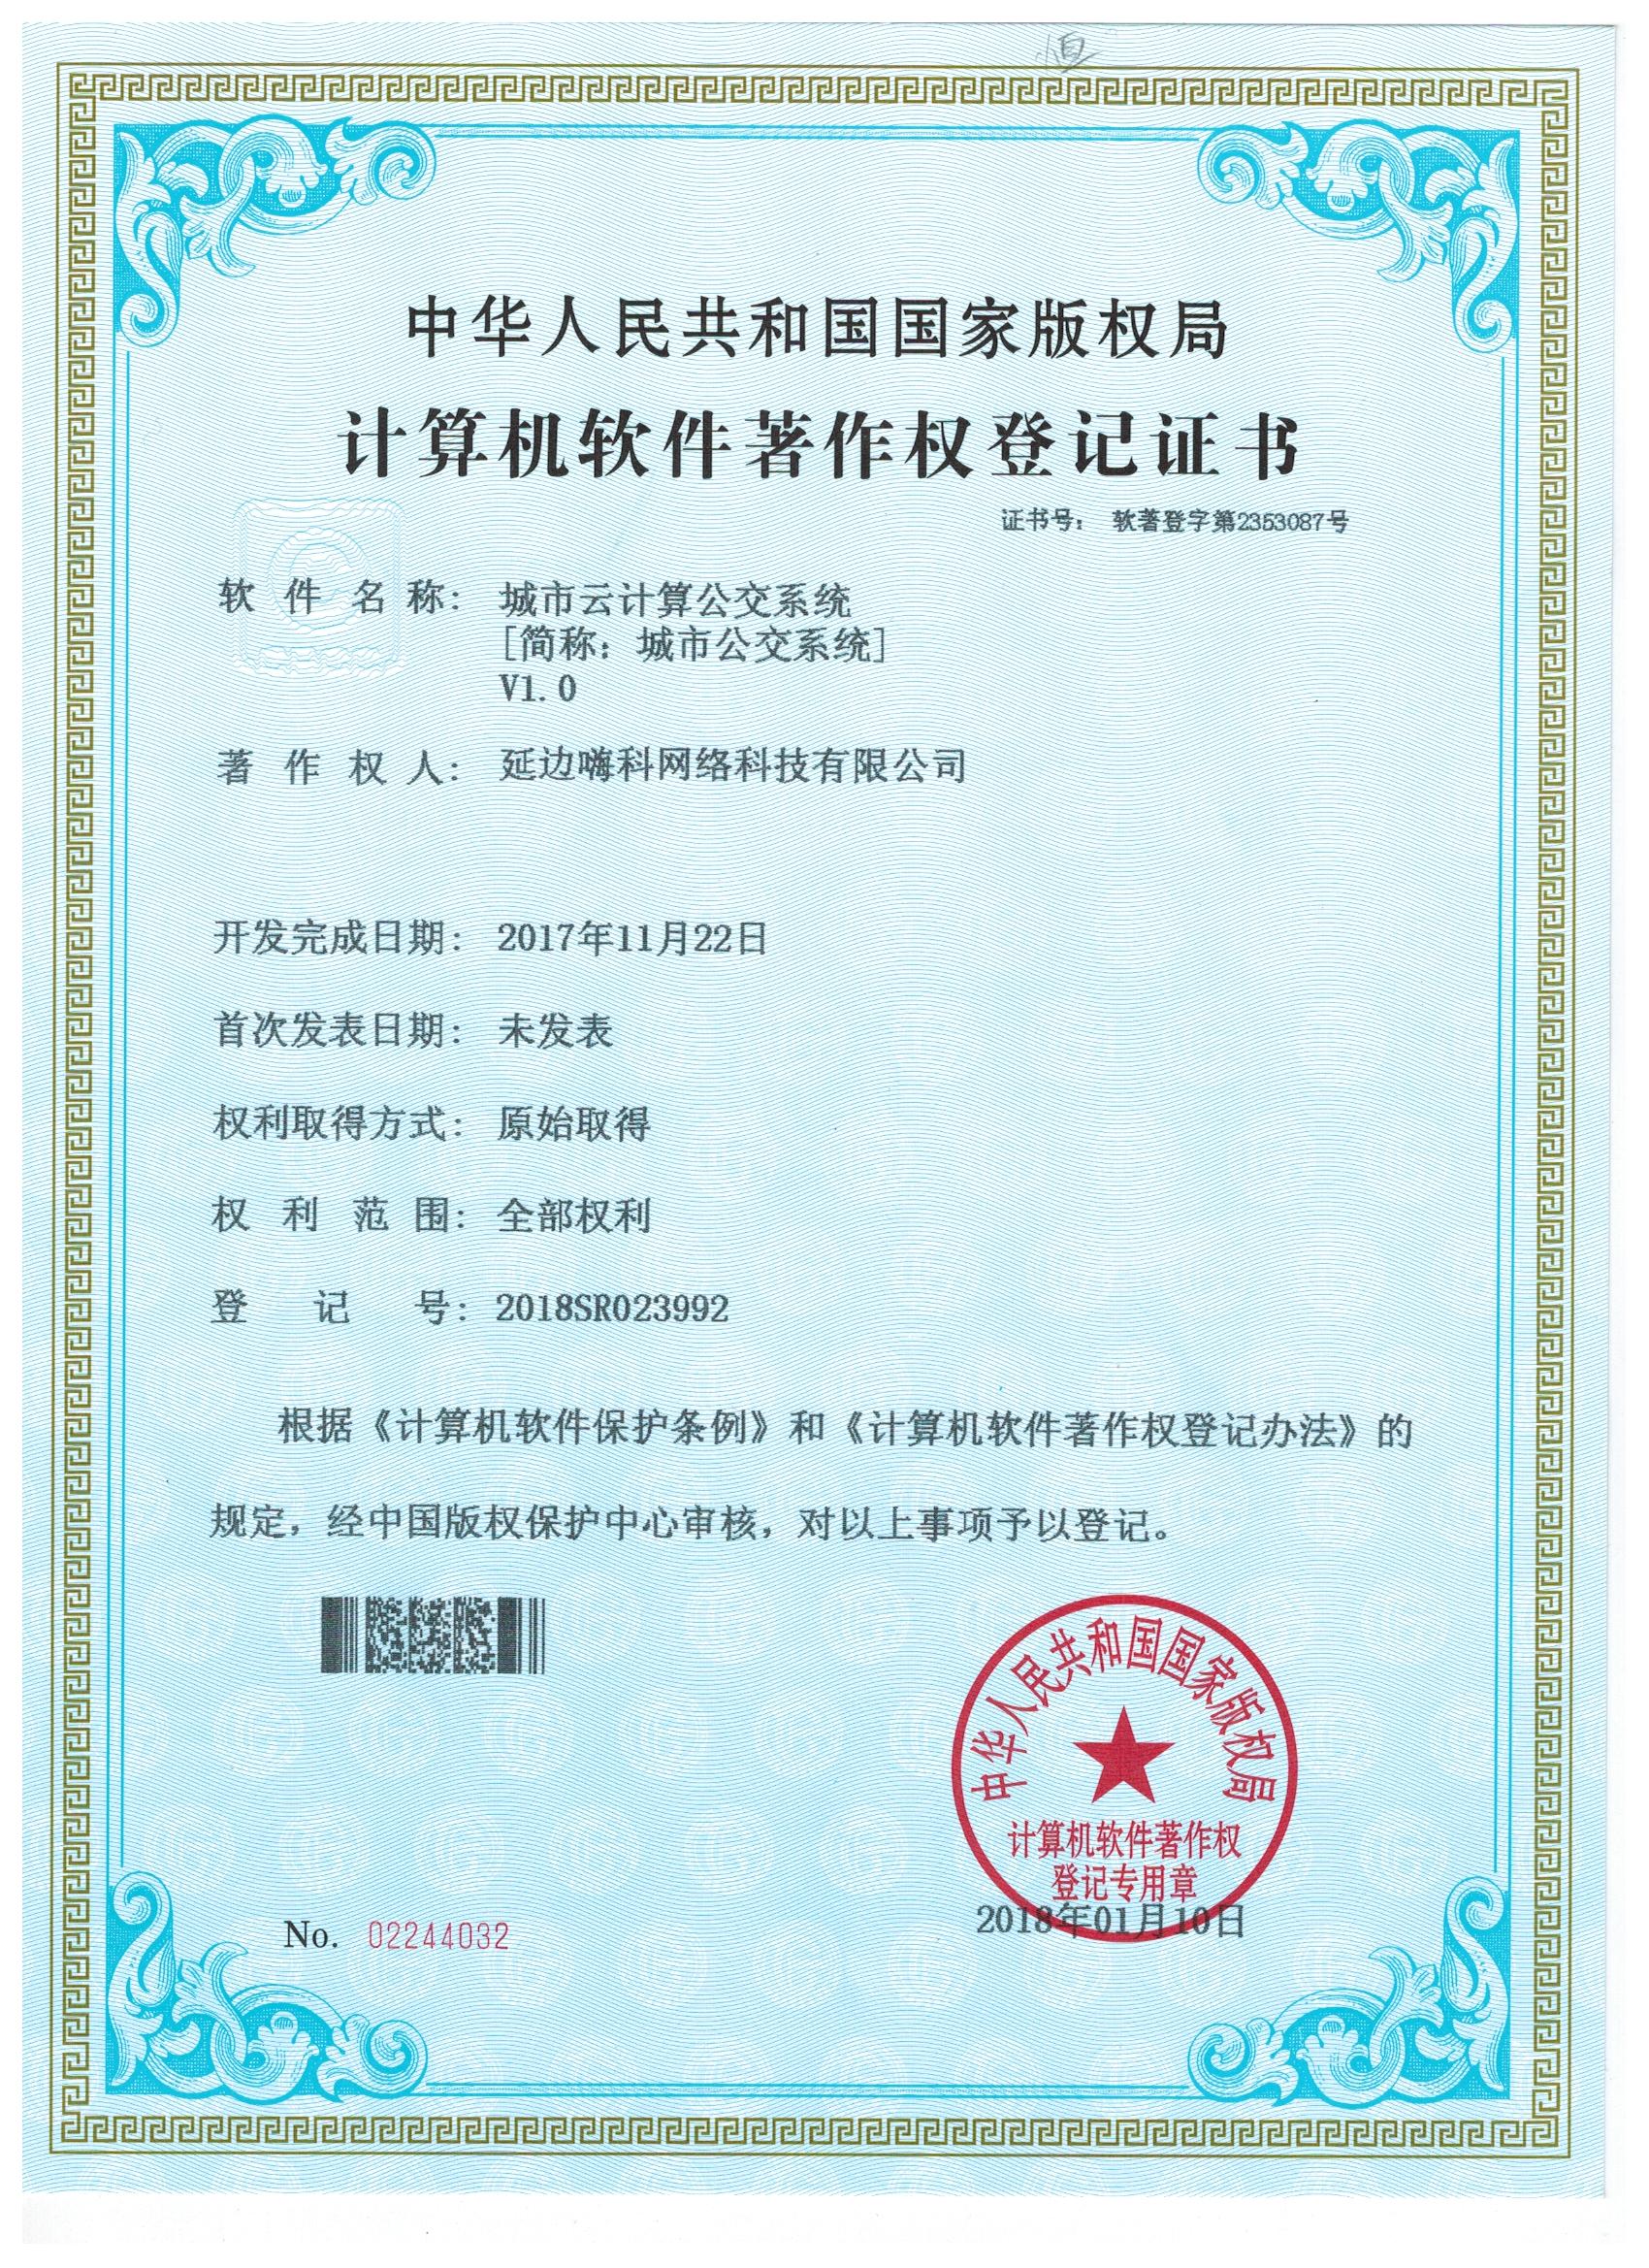 恒
中华人民共和国国家版权局
计算机软件著作权登记证书
证书号： 软著登字第2353087号
软件名称： 城市云计算公交系统
[简称：城市公交系统]
V1.0
著作权人： 延边嗨科网络科技有限公司
开发完成日期： 2017年11月22日
首次发表日期： 未发表
权利取得方式： 原始取得
权利范围： 全部权利
登记号： 2018SR023992
根据《计算机软件保护条例》和《计算机软件著作权登记办法》的
规定，经中国版权保护中心审核，对以上事项予以登记。
中华人民共和国国家版权局
计算机软件著作权
登记专用章
2018年01月10日
No. 02244032